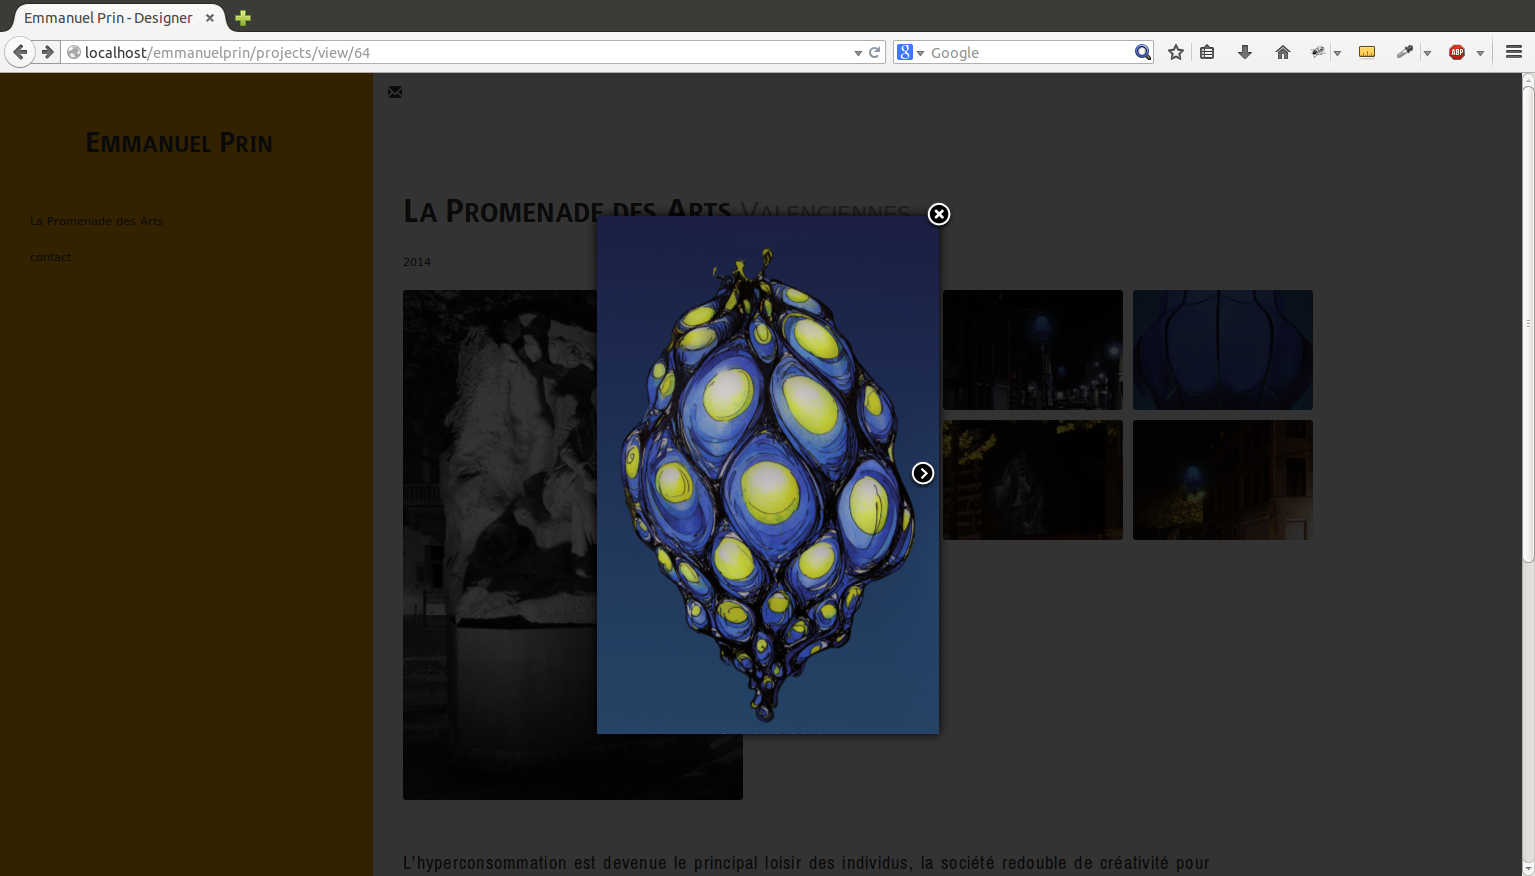 Emmanuel Prin - Designer
localhost/emmanuelprin/projects/view/64
Google
ABP
EMMANUEL PRIN
La Promenade des Arts
contact
LA PROMENADE DES ARTS VALENCIENNES
2014
L'hyperconsommation est devenue le principal loisir des individus, la société redouble de créativité pour